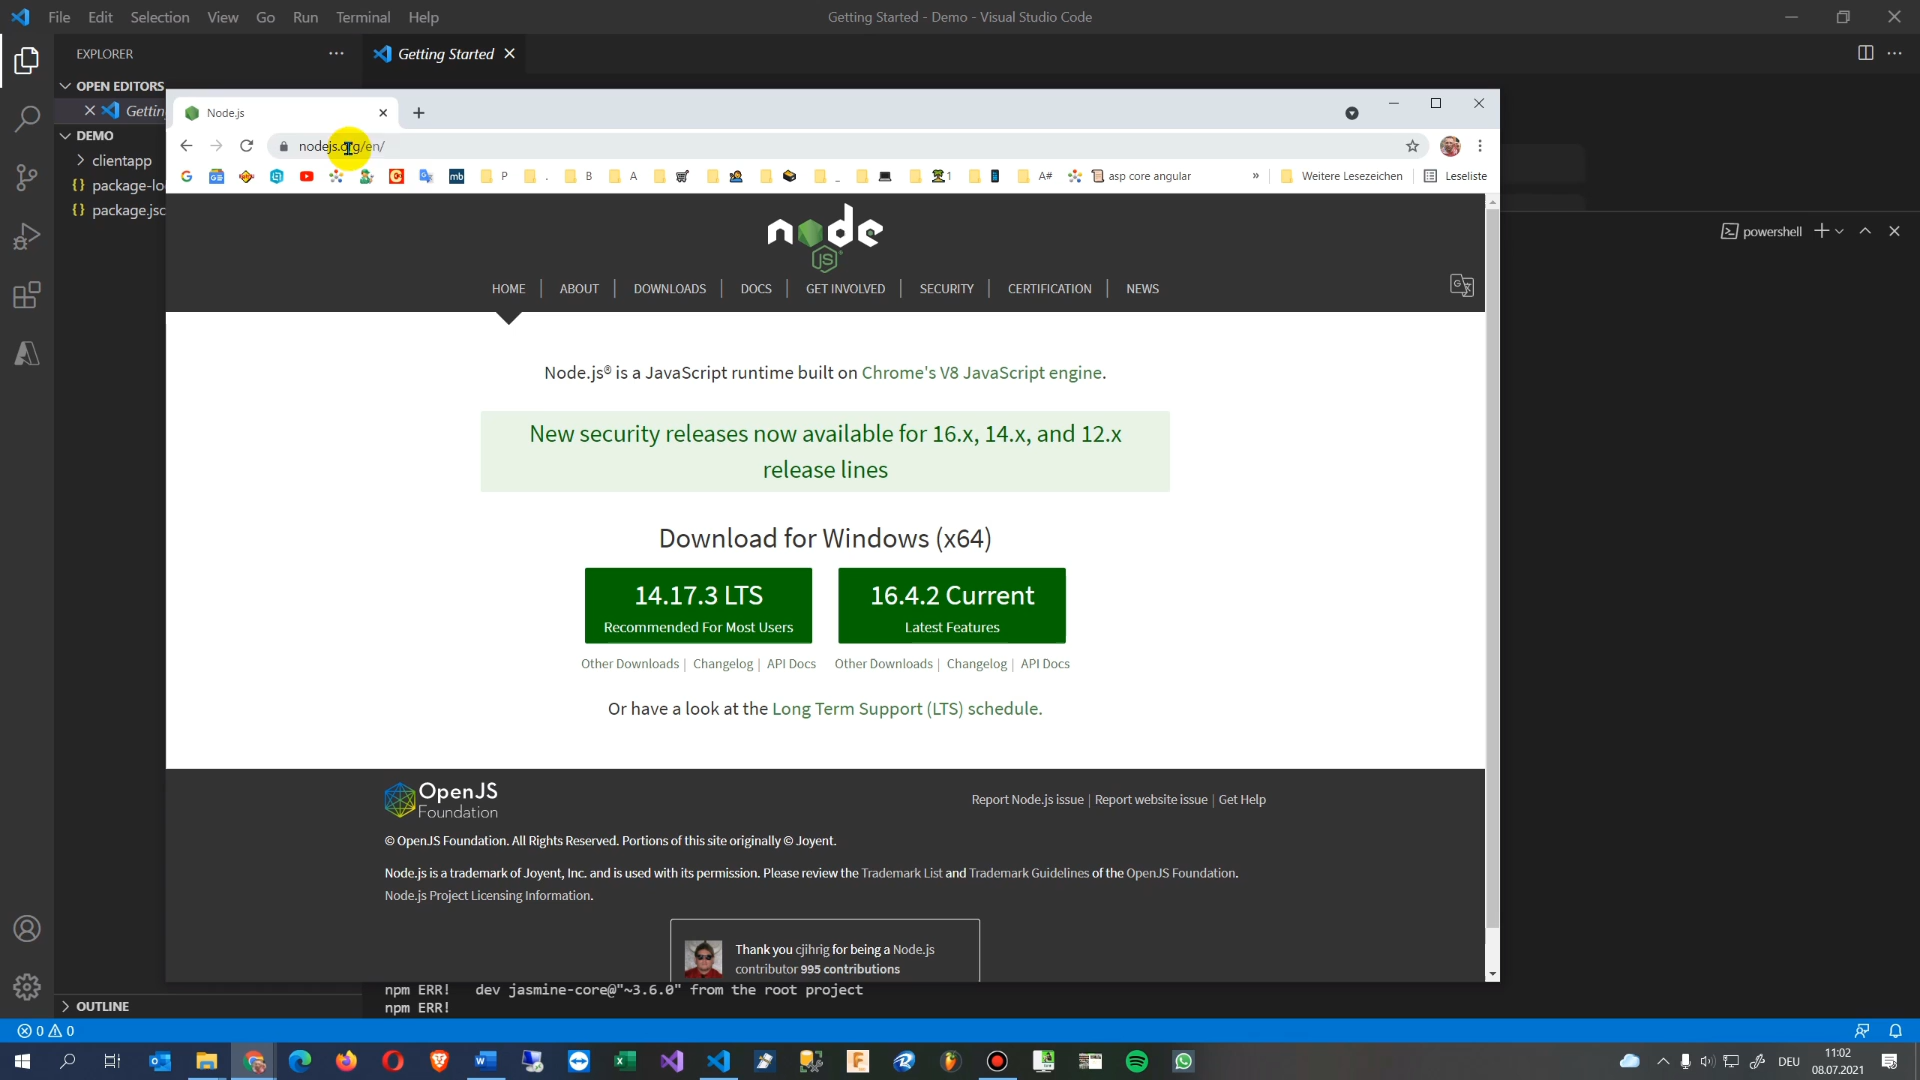 File Edit Selection View Go Run Terminal Help
Getting Started - Demo - Visual Studio Code
EXPLORER
Getting Started
OPEN EDITORS
Gettin
DEMO
clientapp
package-lo
package.jsc
Node.js
nodejs.org/en/
P . B A _ 1 A# asp core angular » Weitere Lesezeichen Leseliste
powershell
node
JS
HOME | ABOUT | DOWNLOADS | DOCS | GET INVOLVED | SECURITY | CERTIFICATION | NEWS
Node.js® is a JavaScript runtime built on Chrome's V8 JavaScript engine.
New security releases now available for 16.x, 14.x, and 12.x
release lines
Download for Windows (x64)
14.17.3 LTS
Recommended For Most Users
16.4.2 Current
Latest Features
Other Downloads | Changelog | API Docs
Other Downloads | Changelog | API Docs
Or have a look at the Long Term Support (LTS) schedule.
OpenJS
Foundation
Report Node.js issue | Report website issue | Get Help
© OpenJS Foundation. All Rights Reserved. Portions of this site originally © Joyent.
Node.js is a trademark of Joyent, Inc. and is used with its permission. Please review the Trademark List and Trademark Guidelines of the OpenJS Foundation.
Node.js Project Licensing Information.
Thank you cjihrig for being a Node.js
contributor 995 contributions
npm ERR!   dev jasmine-core@"~3.6.0" from the root project
npm ERR!
OUTLINE
0 0
DEU
11:02
08.07.2021